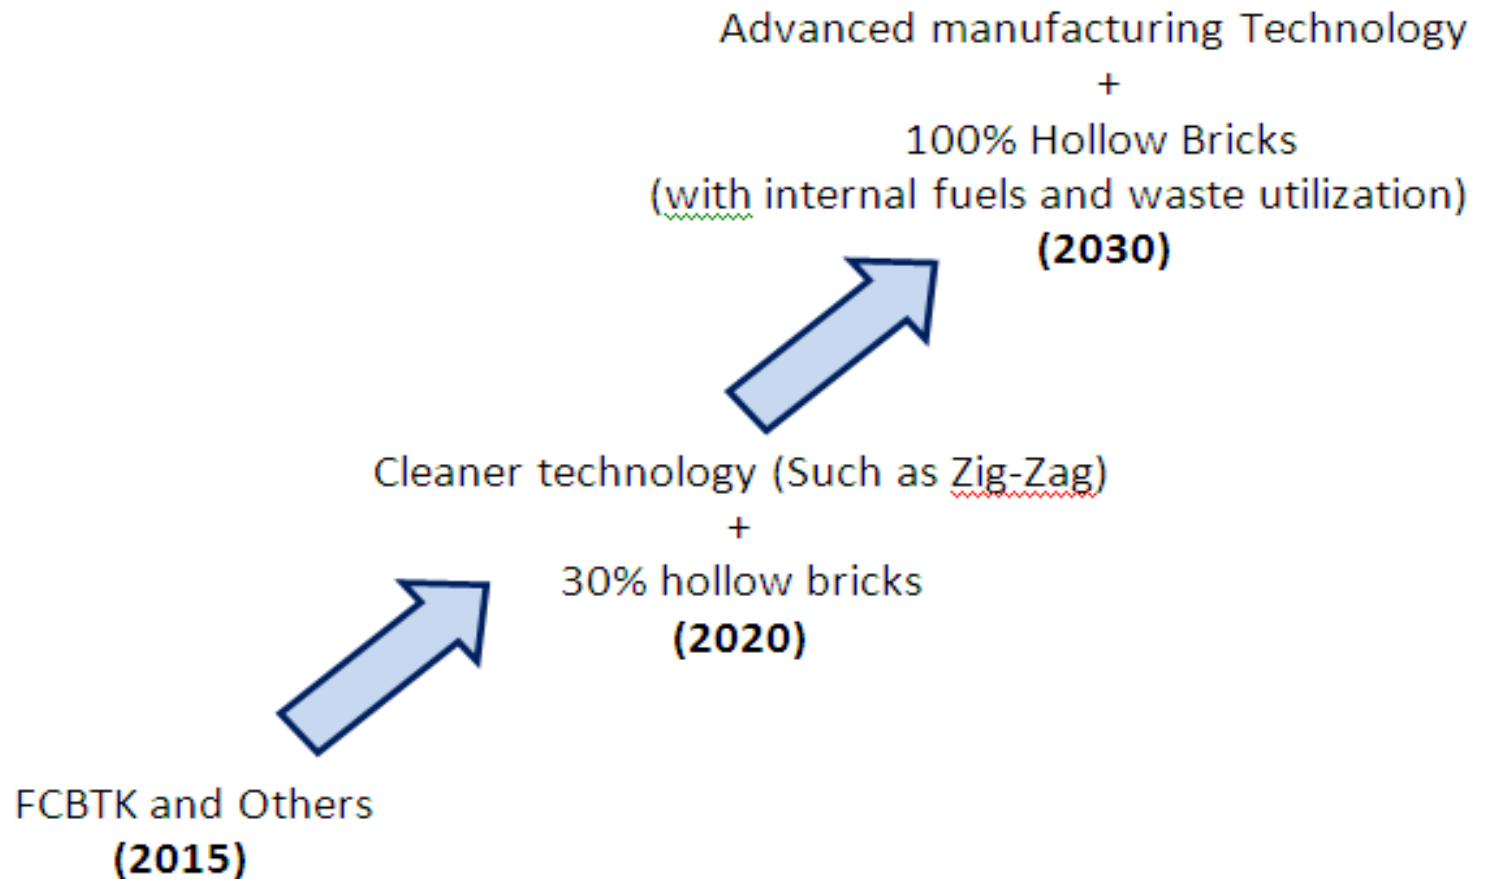 Advanced manufacturing Technology
+
100% Hollow Bricks
(with internal fuels and waste utilization)
(2030)
Cleaner technology (Such as Zig-Zag)
+
30% hollow bricks
(2020)
FCBTK and Others
(2015)